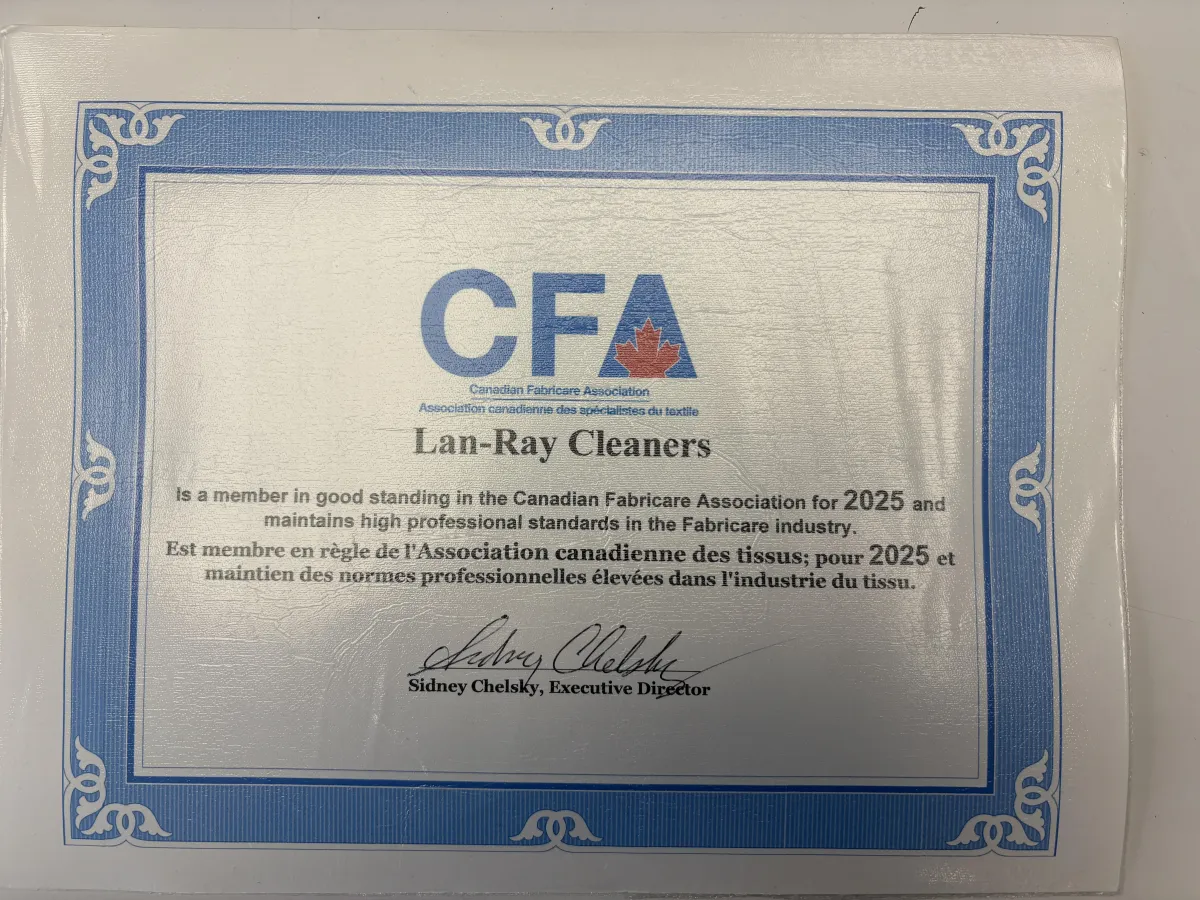 CFA
Canadian Fabricare Association
Association canadienne des spécialistes du textile
Lan-Ray Cleaners
Is a member in good standing in the Canadian Fabricare Association for 2025 and
maintains high professional standards in the Fabricare industry.
Est membre en règle de l'Association canadienne des tissus; pour 2025 et
maintien des normes professionnelles élevées dans l'industrie du tissu.
Sidney Chelsky
Sidney Chelsky, Executive Director